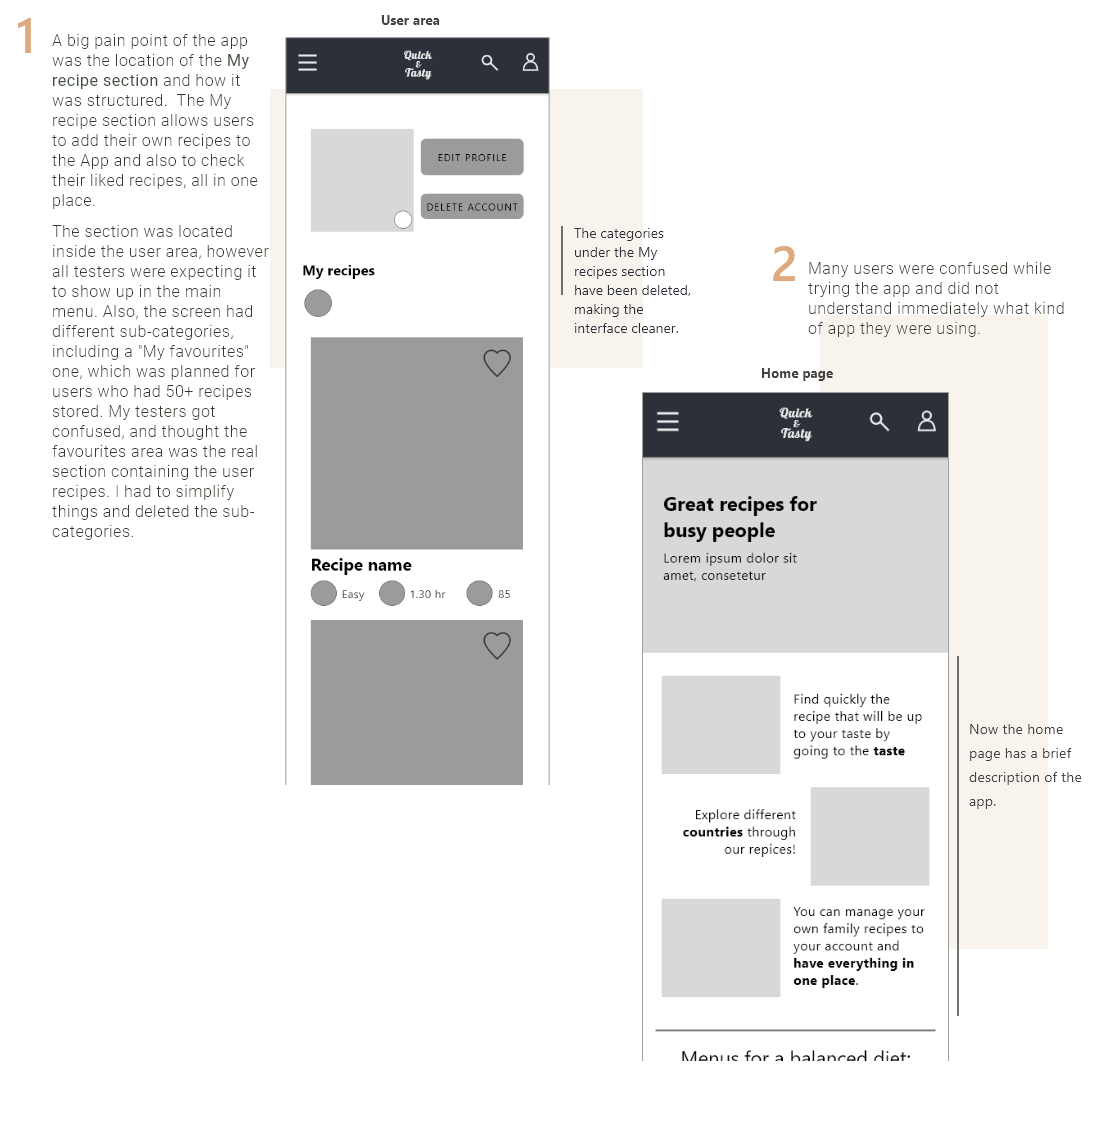 1
A big pain point of the app
was the location of the My
recipe section and how it
was structured.  The My
recipe section allows users
to add their own recipes to
the App and also to check
their liked recipes, all in one
place.
The section was located
inside the user area, however
all testers were expecting it
to show up in the main
menu. Also, the screen had
different sub-categories,
including a "My favourites"
one, which was planned for
users who had 50+ recipes
stored. My testers got
confused, and thought the
favourites area was the real
section containing the user
recipes. I had to simplify
things and deleted the sub-
categories.
User area
Quick
&
Tasty
EDIT PROFILE
DELETE ACCOUNT
My recipes
Recipe name
Easy 1.30 hr 85
The categories
under the My
recipes section
have been deleted,
making the
interface cleaner.
2
Many users were confused while
trying the app and did not
understand immediately what kind
of app they were using.
Home page
Quick
&
Tasty
Great recipes for
busy people
Lorem ipsum dolor sit
amet, consetetur
Find quickly the
recipe that will be up
to your taste by
going to the taste
Explore different
countries through
our repices!
You can manage your
own family recipes to
your account and
have everything in
one place.
Menus for a balanced diet:
Now the home
page has a brief
description of the
app.